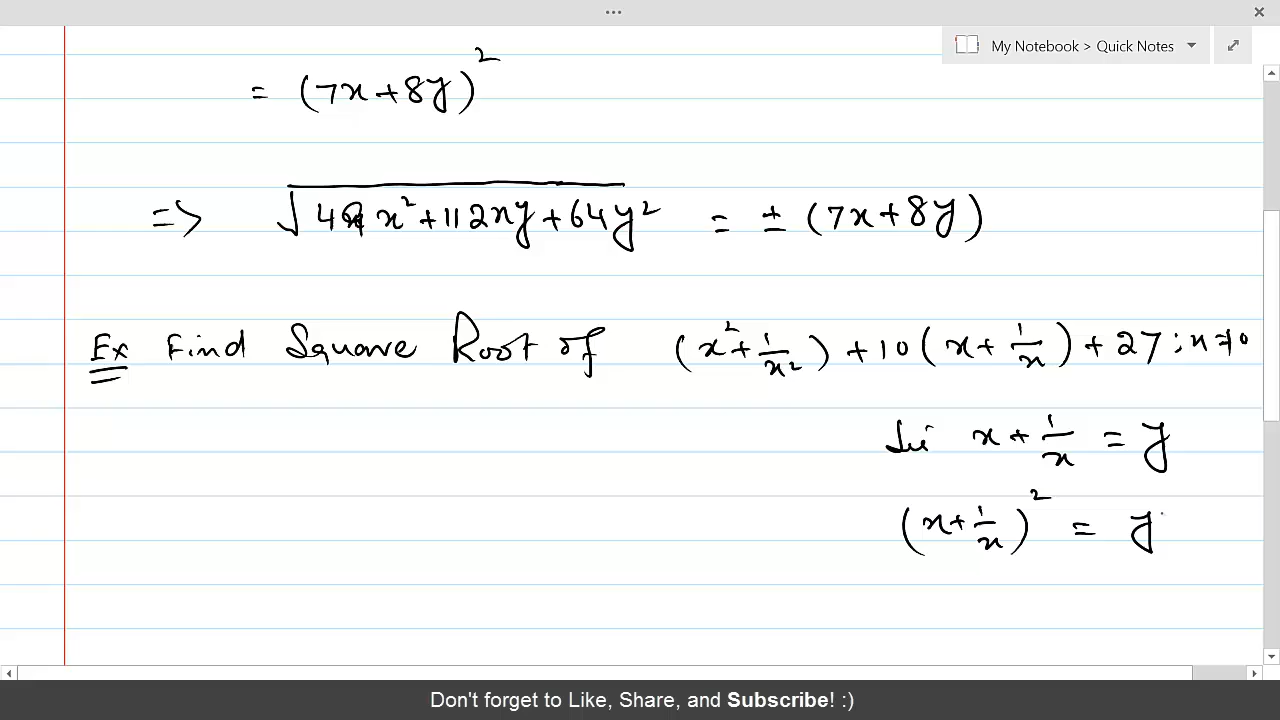 My Notebook > Quick Notes
= (7x+8y)²
=> √49x²+112xy+64y² = ± (7x+8y)
Ex Find Square Root of (x²+1/x²)+10(x+1/x)+27; x≠0
Let x+1/x = y
(x+1/x)² = y
Don't forget to Like, Share, and Subscribe! :)